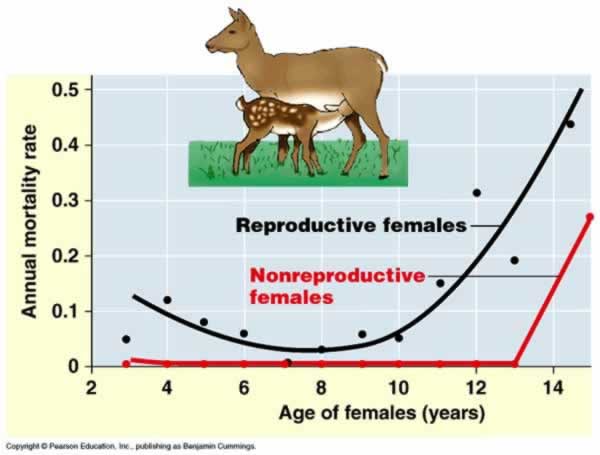 0.5
0.4
0.3
0.2
0.1
0
Annual mortality rate
Reproductive females
Nonreproductive
females
2 4 6 8 10 12 14
Age of females (years)
Copyright © Pearson Education, Inc., publishing as Benjamin Cummings.